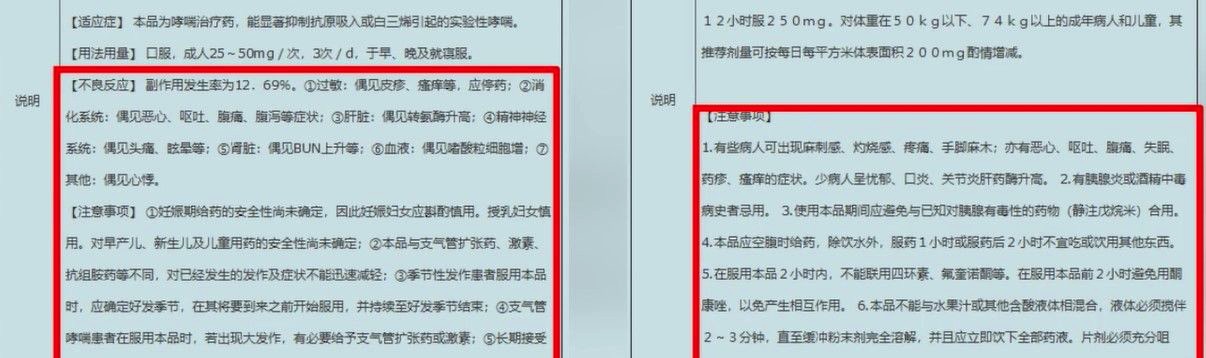 【适应症】 本品为哮喘治疗药，能显著抑制抗原吸入或白三烯引起的实验性哮喘。
【用法用量】 口服，成人25～50mg／次，3次／d，于早、晚及就寝服。
说明
【不良反应】 副作用发生率为12．69%。①过敏：偶见皮疹、瘙痒等，应停药；②消
化系统：偶见恶心、呕吐、腹痛、腹泻等症状；③肝脏：偶见转氨酶升高；④精神神经
系统：偶见头痛、眩晕等；⑤肾脏：偶见BUN上升等；⑥血液：偶见嗜酸粒细胞增；⑦
其他：偶见心悸。
【注意事项】 ①妊娠期给药的安全性尚未确定，因此妊娠妇女应斟酌慎用。授乳妇女慎
用。对早产儿、新生儿及儿童用药的安全性尚未确定；②本品与支气管扩张药、激素、
抗组胺药等不同，对已经发生的发作及症状不能迅速减轻；③季节性发作患者服用本品
时，应确定好发季节，在其将要到来之前开始服用，并持续至好发季节结束；④支气管
哮喘患者在服用本品时，若出现大发作，有必要给予支气管扩张药或激素；⑤长期接受
１２小时服２５０ｍｇ。对体重在５０ｋｇ以下、７４ｋｇ以上的成年病人和儿童，其
推荐剂量可按每日每平方米体表面积２００ｍｇ酌情增减。
说明
【注意事项】
1.有些病人可出现麻刺感、灼烧感、疼痛、手脚麻木；亦有恶心、呕吐、腹痛、失眠、
药疹、瘙痒的症状。少病人呈忧郁、口炎、关节炎肝药酶升高。 2.有胰腺炎或酒精中毒
病史者忌用。 3.使用本品期间应避免与已知对胰腺有毒性的药物（静注戊烷米）合用。
4.本品应空腹时给药，除饮水外，服药１小时或服药后２小时不宜吃或饮用其他东西。
5.在服用本品２小时内，不能联用四环素、氟奎诺酮等。在服用本品前２小时避免用酮
康唑，以免产生相互作用。 6.本品不能与水果汁或其他含酸液体相混合，液体必须搅伴
２～３分钟，直至缓冲粉末剂完全溶解，并且应立即饮下全部药液。片剂必须充分咀